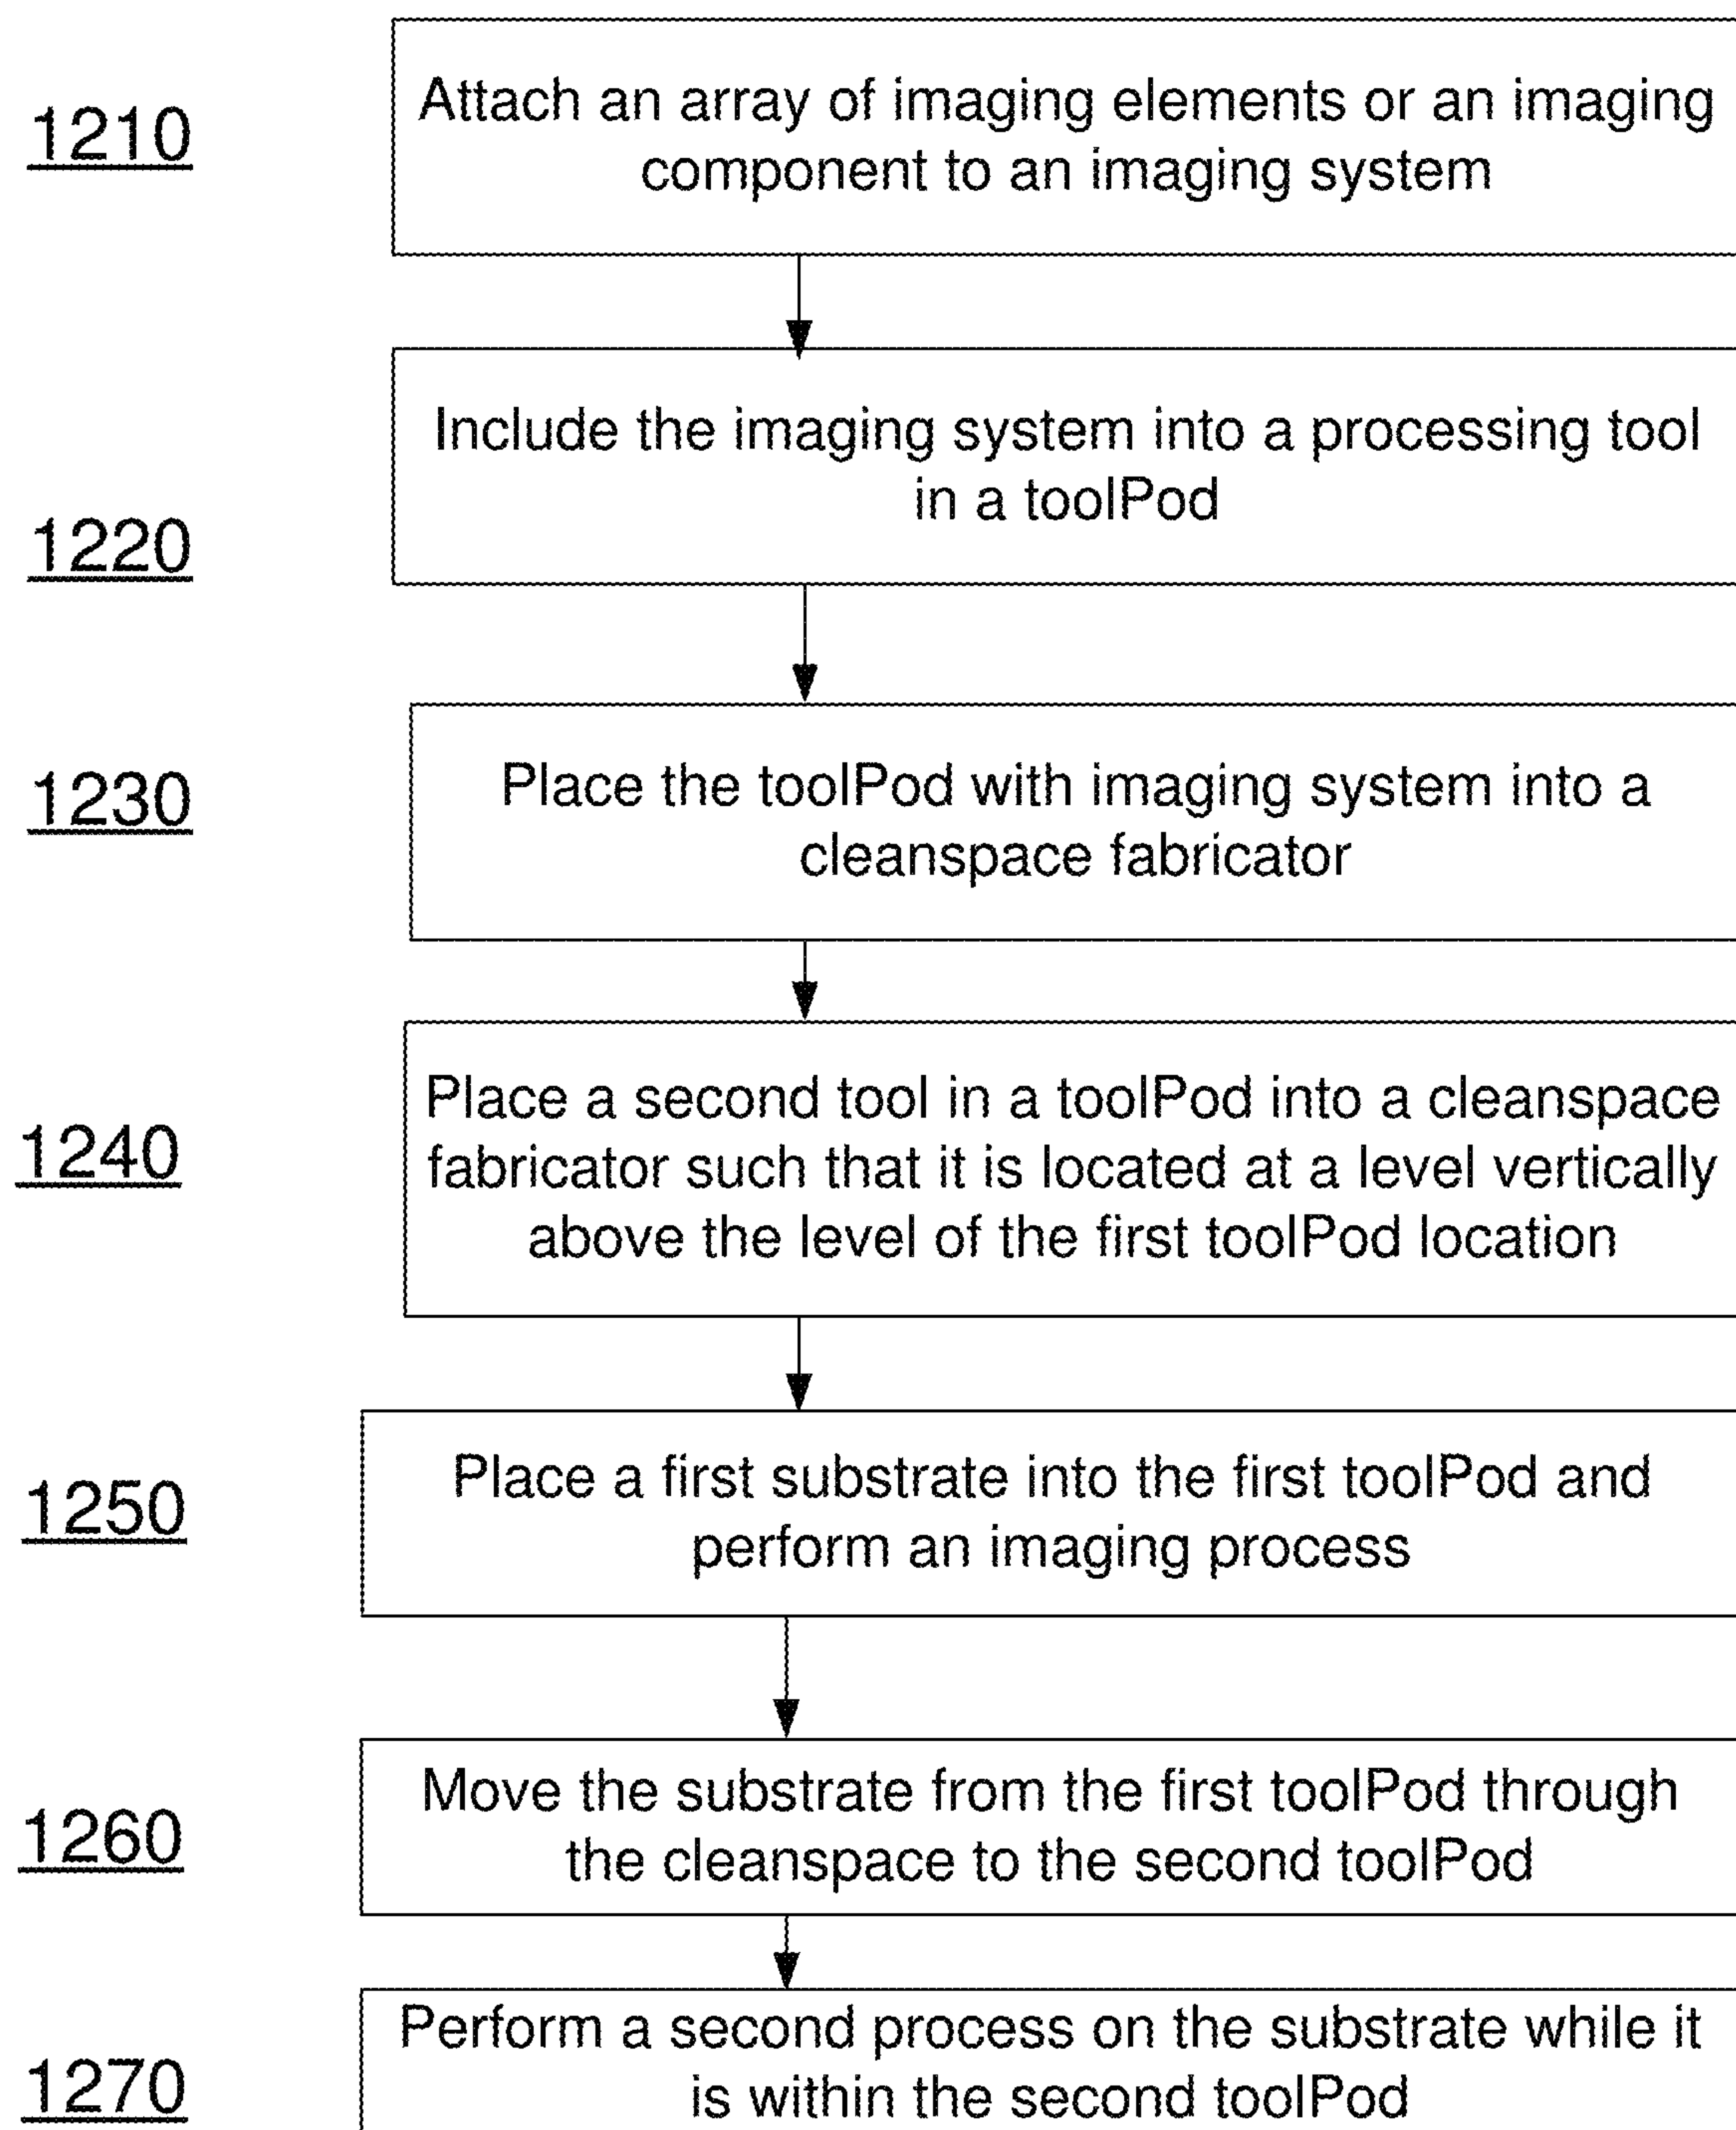 1210
Attach an array of imaging elements or an imaging
component to an imaging system
Include the imaging system into a processing tool
in a toolPod
1220
1230
Place the toolPod with imaging system into a
cleanspace fabricator
Place a second tool in a toolPod into a cleanspace
1240
fabricator such that it is located at a level vertically
above the level of the first toolPod location
1250
Place a first substrate into the first toolPod and
perform an imaging process
1260
Move the substrate from the first toolPod through
the cleanspace to the second toolPod
1270
Perform a second process on the substrate while it
is within the second toolPod